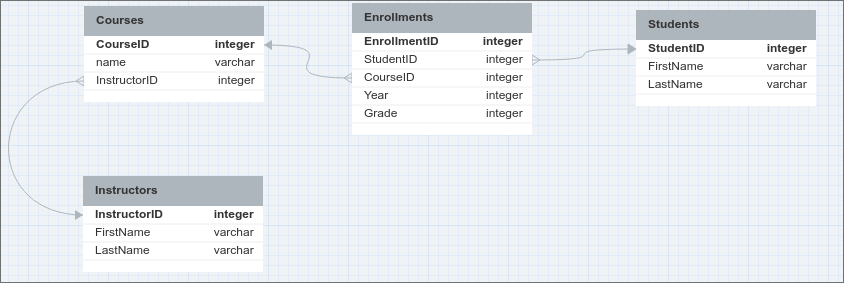 Courses
CourseID integer
name varchar
InstructorID integer
Enrollments
EnrollmentID integer
StudentID integer
CourseID integer
Year integer
Grade integer
Students
StudentID integer
FirstName varchar
LastName varchar
Instructors
InstructorID integer
FirstName varchar
LastName varchar